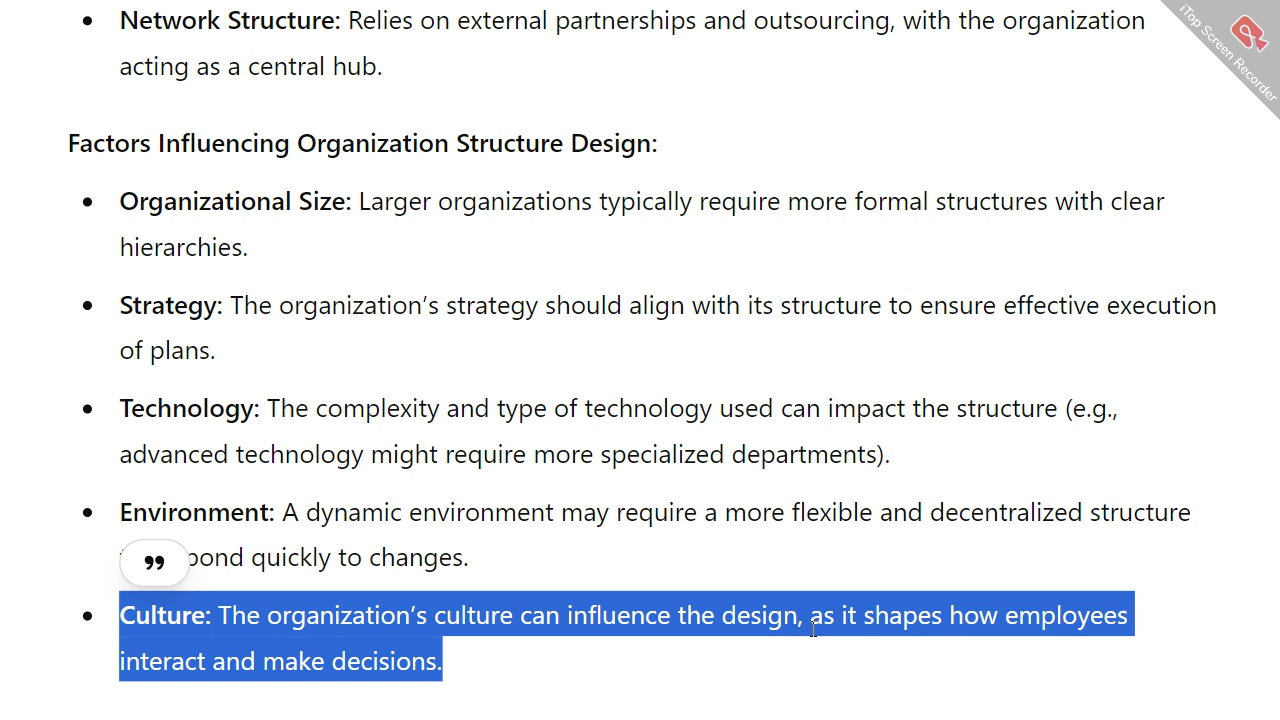 Network Structure: Relies on external partnerships and outsourcing, with the organization
acting as a central hub.
iTop Screen Recorder
Factors Influencing Organization Structure Design:
Organizational Size: Larger organizations typically require more formal structures with clear
hierarchies.
Strategy: The organization’s strategy should align with its structure to ensure effective execution
of plans.
Technology: The complexity and type of technology used can impact the structure (e.g.,
advanced technology might require more specialized departments).
Environment: A dynamic environment may require a more flexible and decentralized structure
quickly to changes.
Culture: The organization’s culture can influence the design, as it shapes how employees
interact and make decisions.